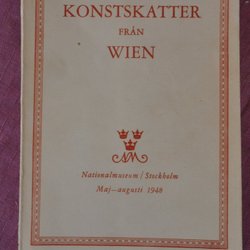 KONSTSKATTER
FRÅN
WIEN
NM
Nationalmuseum / Stockholm
Maj—augusti 1948